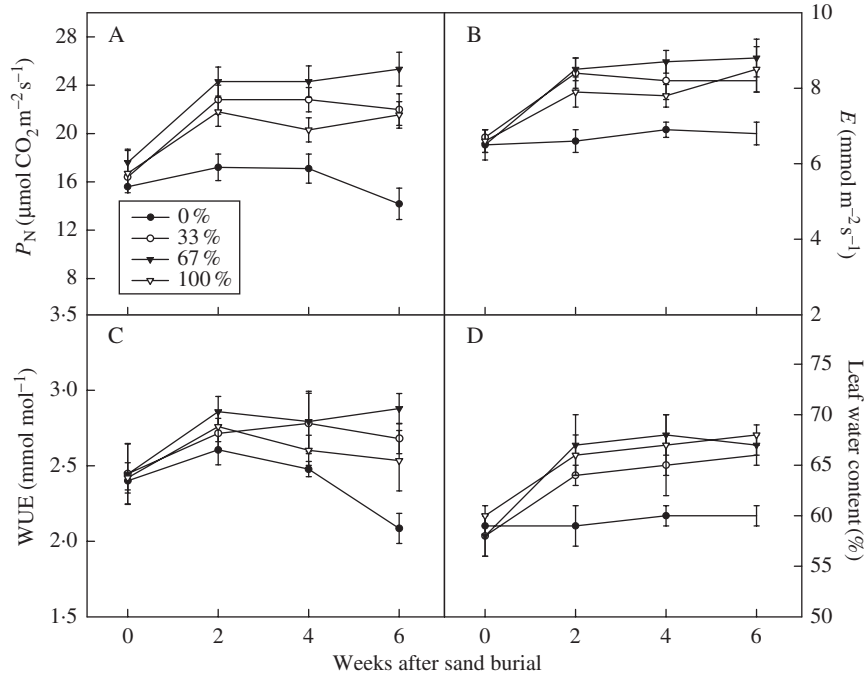 A
B
28
24
20
16
12
8
3·5
P_N (µmol CO₂ m⁻² s⁻¹)
0 %
33 %
67 %
100 %
10
8
6
4
2
E (mmol m⁻² s⁻¹)
C
D
3·0
2·5
2·0
1·5
WUE (mmol mol⁻¹)
75
70
65
60
55
50
Leaf water content (%)
0 2 4 6
0 2 4 6
Weeks after sand burial